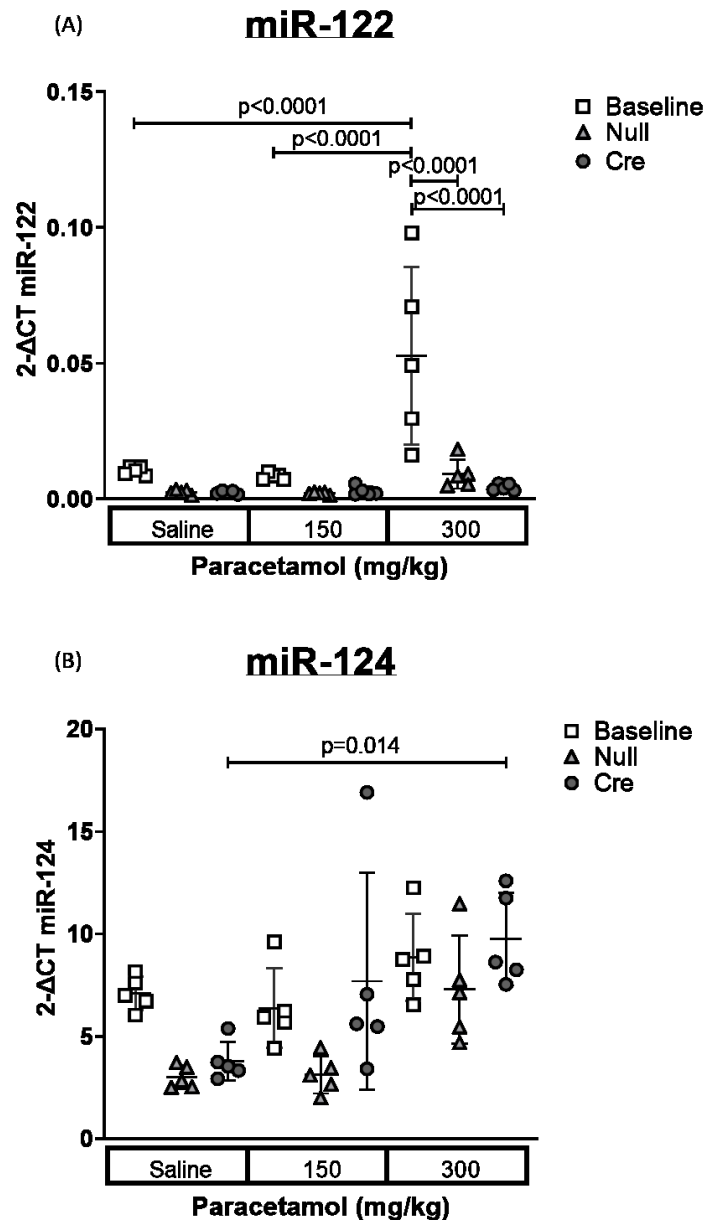 (A)
miR-122
0.15
p<0.0001
p<0.0001
p<0.0001
p<0.0001
Baseline
Null
Cre
0.10
0.05
0.00
2-ΔCT miR-122
Saline 150 300
Paracetamol (mg/kg)
(B)
miR-124
20
p=0.014
Baseline
Null
Cre
15
10
5
0
2-ΔCT miR-124
Saline 150 300
Paracetamol (mg/kg)